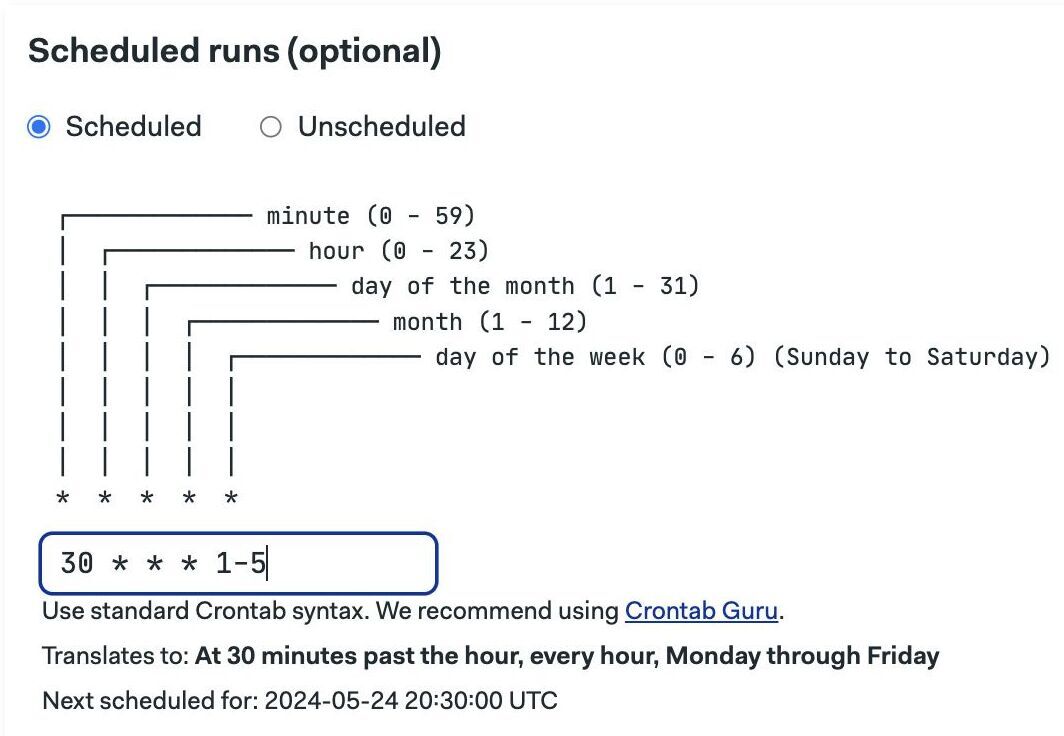 Scheduled runs (optional)
Scheduled Unscheduled
minute (0 - 59)
hour (0 - 23)
day of the month (1 - 31)
month (1 - 12)
day of the week (0 - 6) (Sunday to Saturday)
* * * * *
30 * * * 1-5
Use standard Crontab syntax. We recommend using Crontab Guru.
Translates to: At 30 minutes past the hour, every hour, Monday through Friday
Next scheduled for: 2024-05-24 20:30:00 UTC